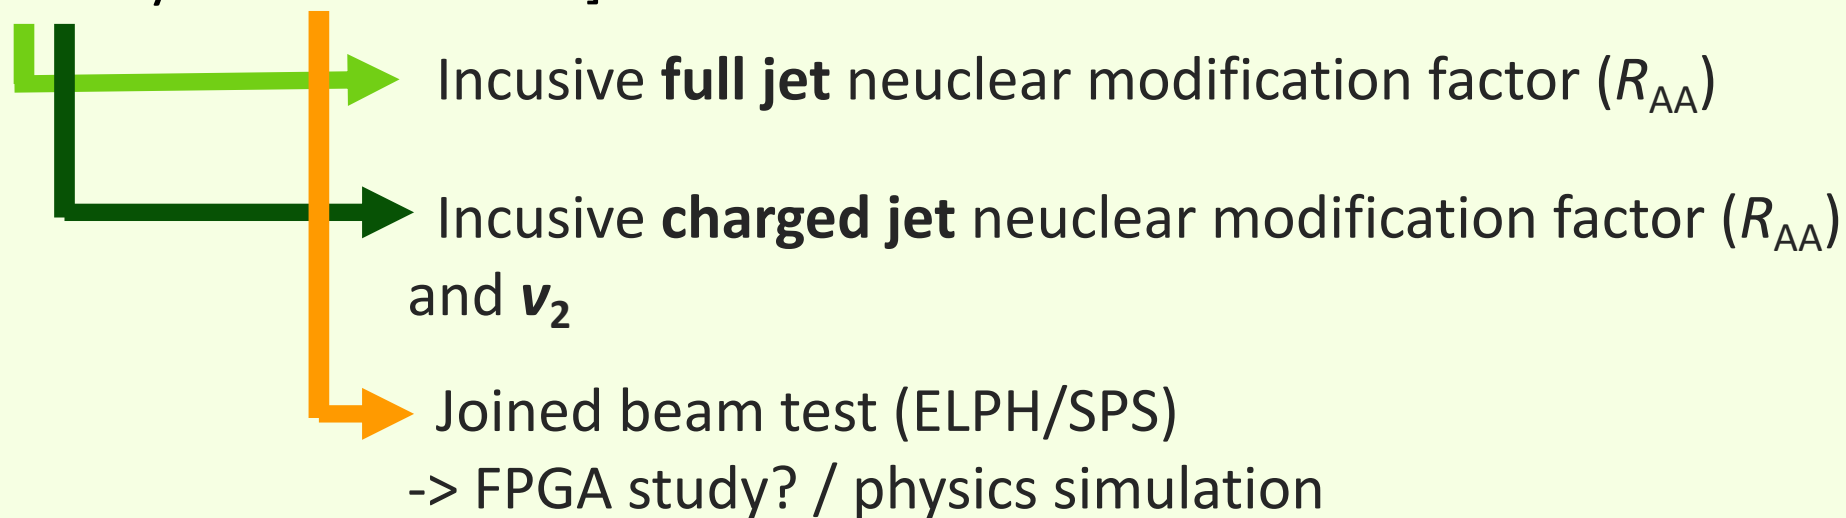 Incusive full jet neuclear modification factor (RAA)
Incusive charged jet neuclear modification factor (RAA)
and v2
Joined beam test (ELPH/SPS)
-> FPGA study? / physics simulation